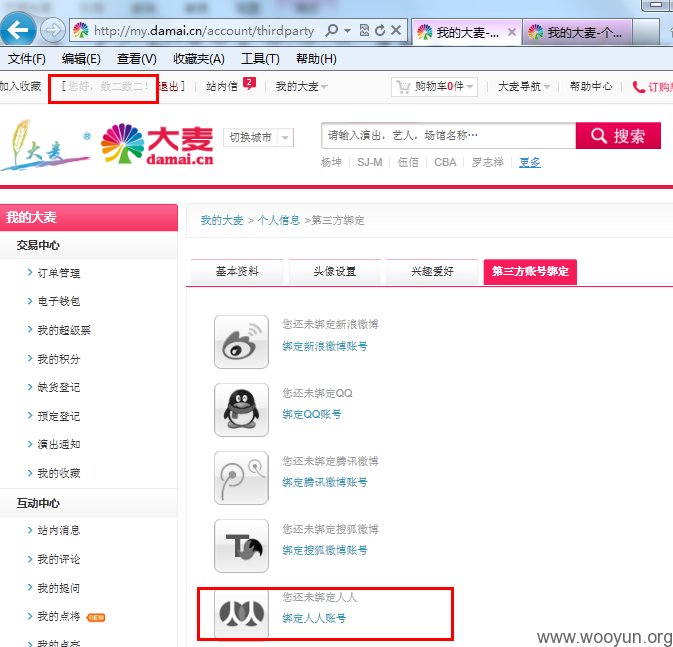 http://my.damai.cn/account/thirdparty
我的大麦-...
我的大麦-个...
文件(F) 编辑(E) 查看(V) 收藏夹(A) 工具(T) 帮助(H)
加入收藏 [ 您好，数二数二！ 退出] 站内信 2 我的大麦 购物车0件 大麦导航 帮助中心 订购热
大麦 ®
大麦
damai.cn
切换城市
请输入演出，艺人，场馆名称…
搜索
杨坤 SJ-M 伍佰 CBA 罗志祥 更多
我的大麦
交易中心
订单管理
电子钱包
我的超级票
我的积分
缺货登记
预定登记
演出通知
我的收藏
互动中心
站内消息
我的评论
我的提问
我的点将 NEW
我的大麦 > 个人信息 >第三方绑定
基本资料 头像设置 兴趣爱好 第三方账号绑定
您还未绑定新浪微博
绑定新浪微博账号
您还未绑定QQ
绑定QQ账号
您还未绑定腾讯微博
绑定腾讯微博账号
您还未绑定搜狐微博
绑定搜狐微博账号
您还未绑定人人
绑定人人账号
www.wooyun.org